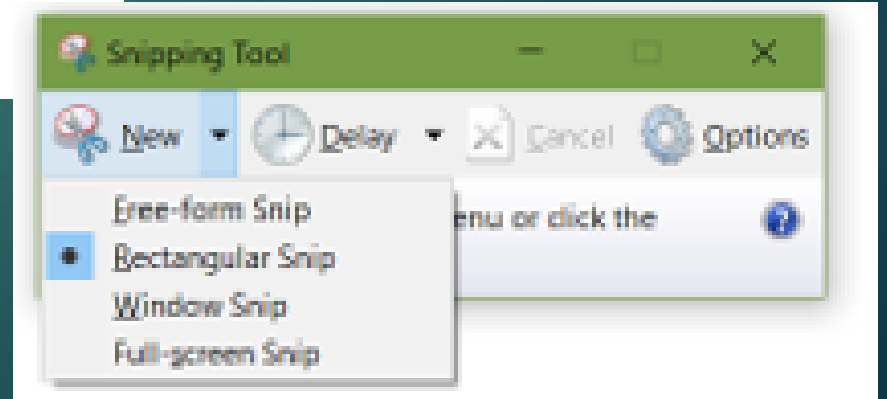 Snipping Tool
New Delay Cancel Options
Free-form Snip
enu or click the
Rectangular Snip
Window Snip
Full-screen Snip